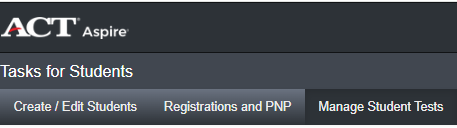 ACT® Aspire®
Tasks for Students
Create / Edit Students Registrations and PNP Manage Student Tests